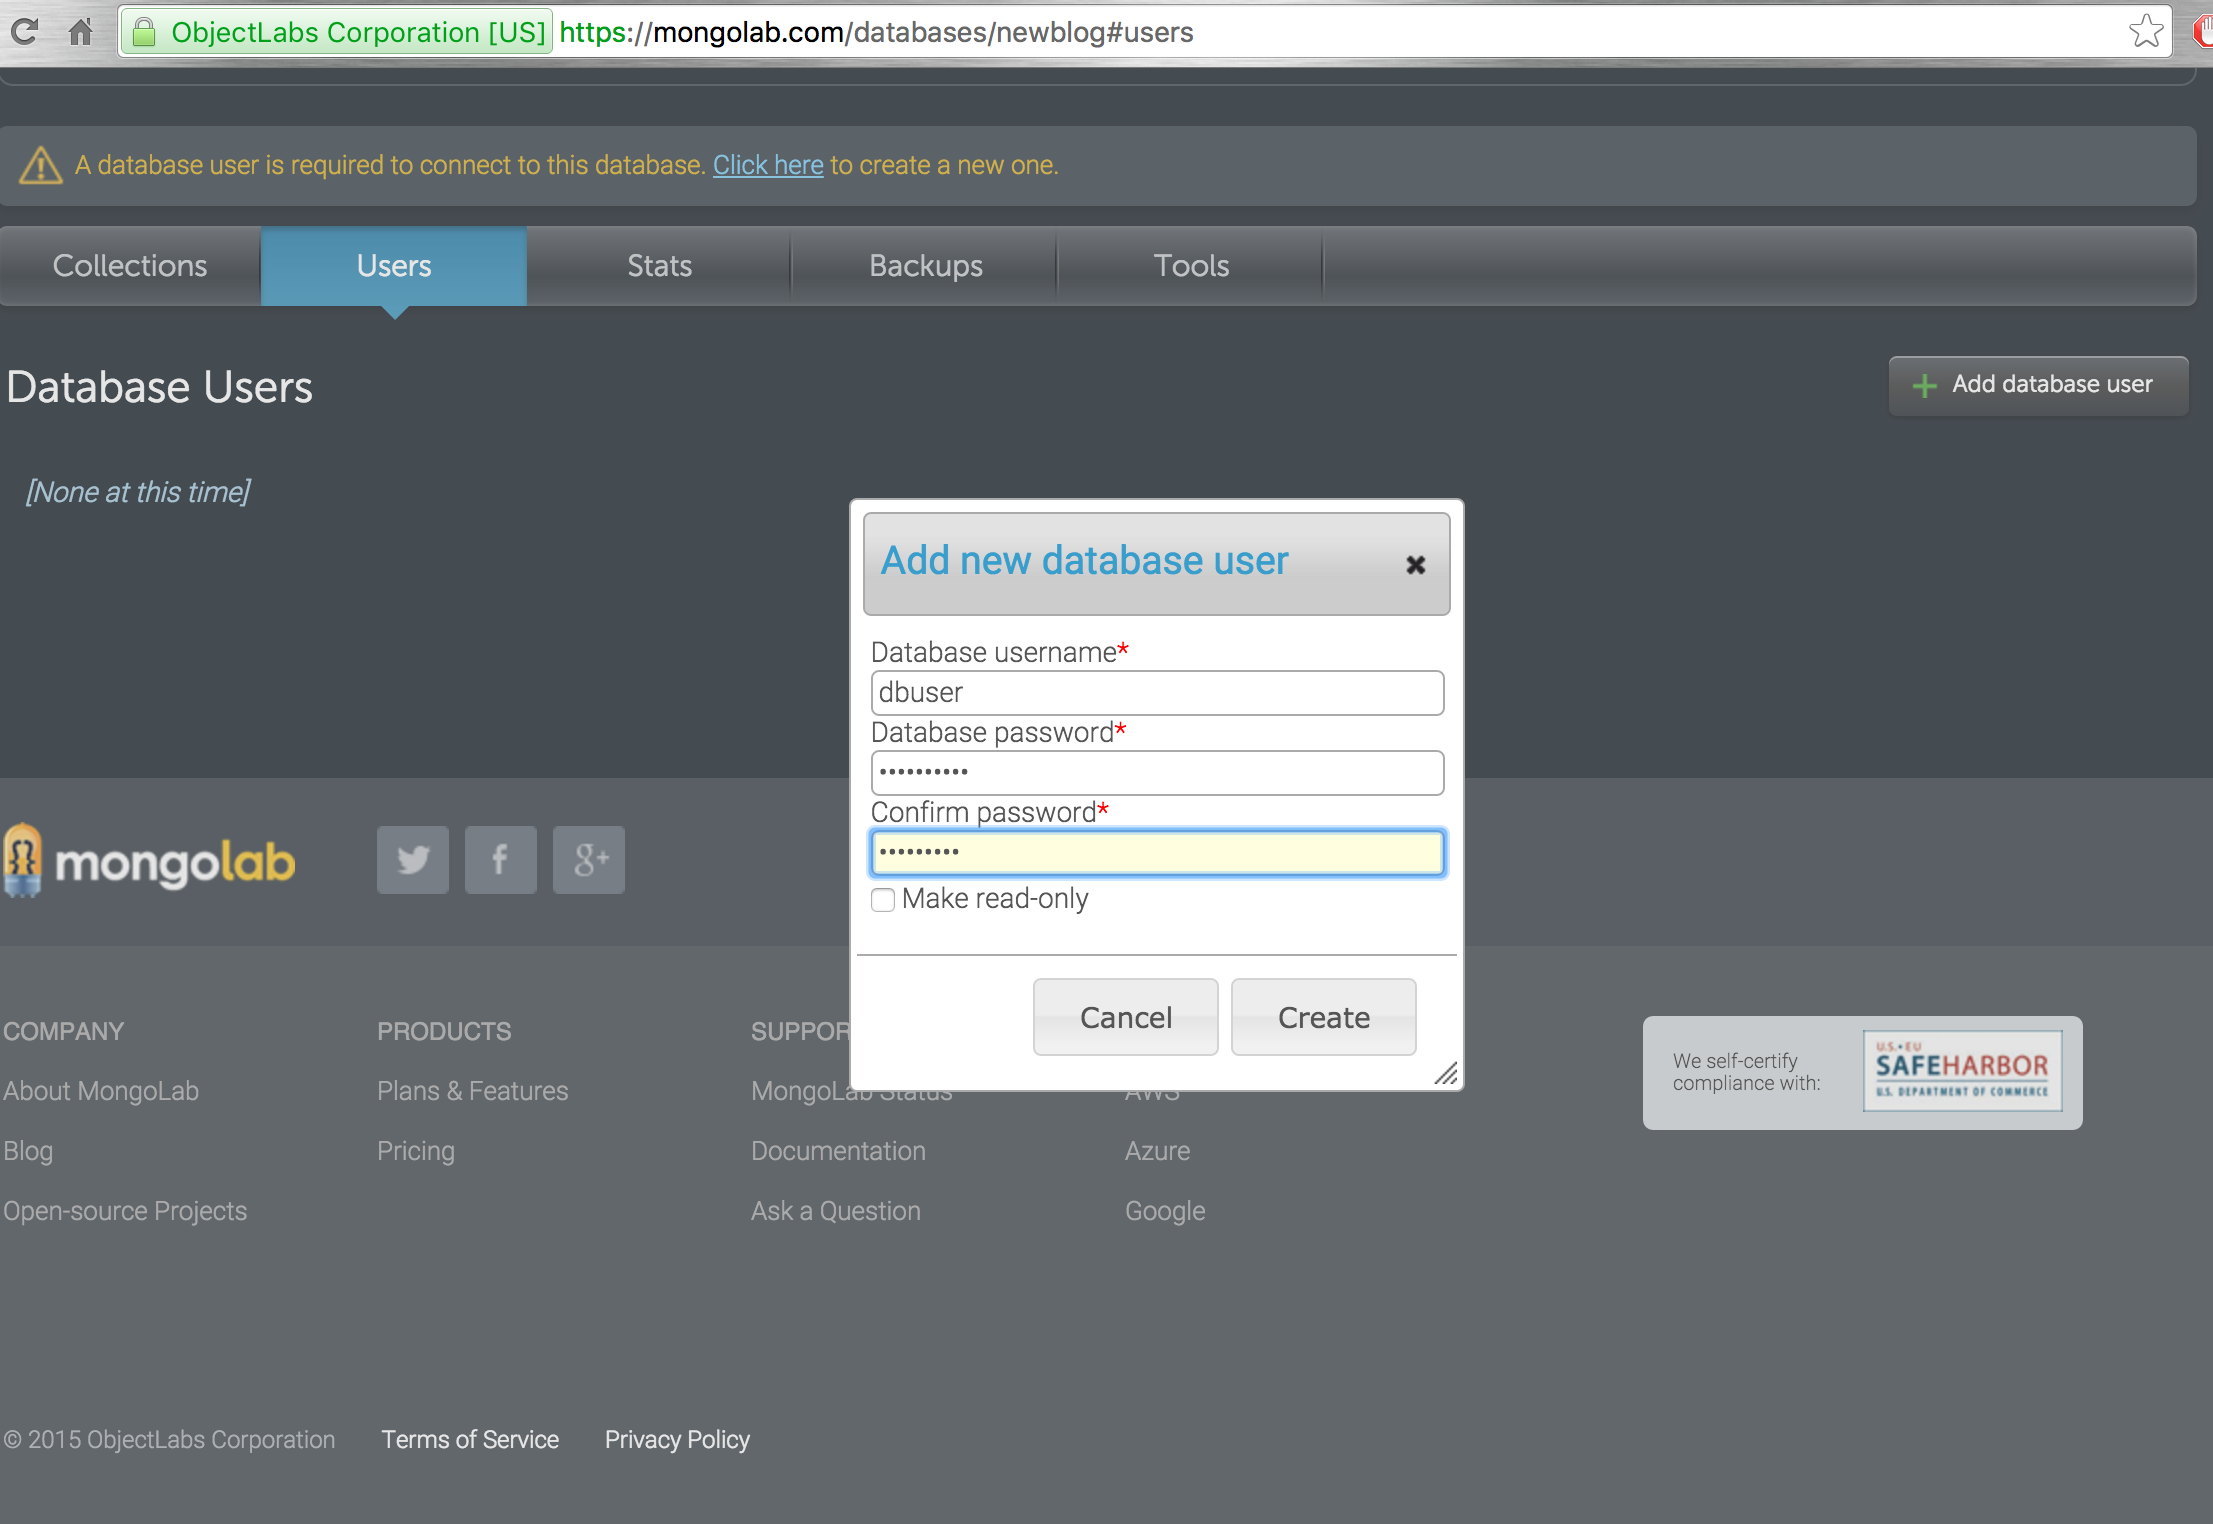 ObjectLabs Corporation [US] https://mongolab.com/databases/newblog#users
A database user is required to connect to this database. Click here to create a new one.
Collections Users Stats Backups Tools
Database Users
Add database user
[None at this time]
Add new database user
Database username*
dbuser
Database password*
••••••••••
Confirm password*
•••••••••
Make read-only
Cancel Create
mongolab
f g+
COMPANY
About MongoLab
Blog
Open-source Projects
PRODUCTS
Plans & Features
Pricing
SUPPOR
MongoLab Status
Documentation
Ask a Question
AWS
Azure
Google
We self-certify
compliance with:
U.S.•EU
SAFEHARBOR
U.S. DEPARTMENT OF COMMERCE
© 2015 ObjectLabs Corporation Terms of Service Privacy Policy